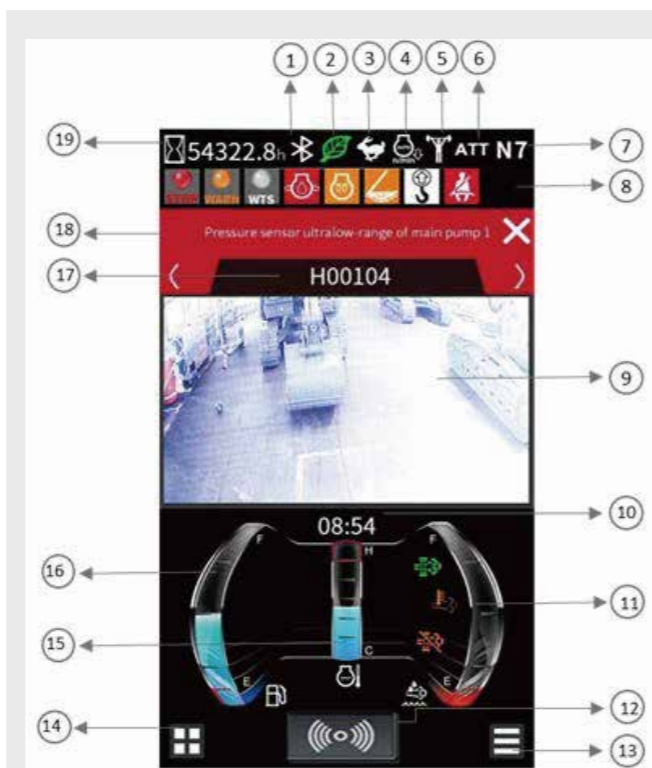 1 2 3 4 5 6
19 54322.8h ATT N7 7
STOP WARN WTS 8
18 Pressure sensor ultralow-range of main pump 1
17 H00104
9
08:54 10
F H F
16 11
15
E C E
12
14 13